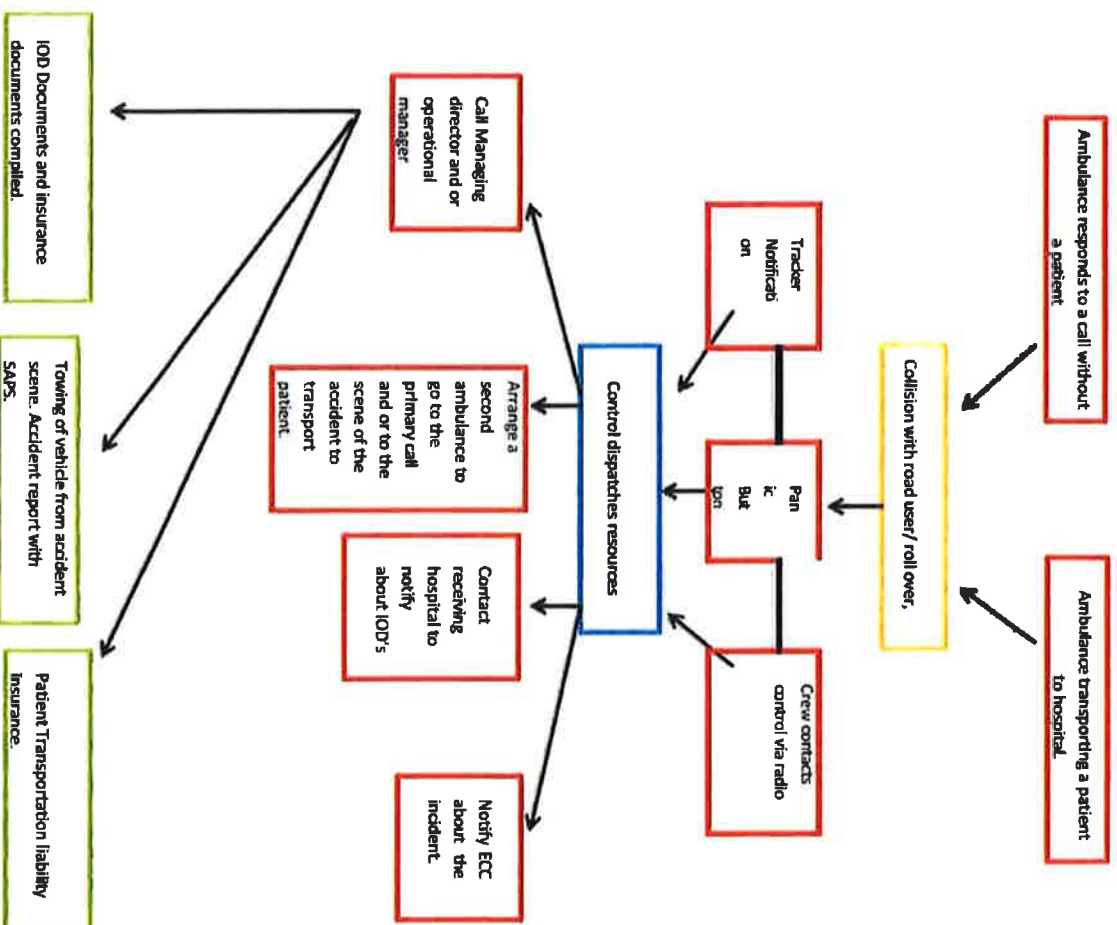 Ambulance responds to a call without
a patient
Ambulance transporting a patient
to hospital.
Collision with road user/ roll over,
Tracker
Notificati
on
Pan
ic
But
ton
Crew contacts
control via radio
Control dispatches resources
Call Managing
director and or
operational
manager
Arrange a
second
ambulance to
go to the
primary call
and or to the
scene of the
accident to
transport
patient.
Contact
receiving
hospital to
notify
about IOD's
Notify ECC
about the
incident.
IOD Documents and insurance
documents compiled.
Towing of vehicle from accident
scene. Accident report with
SAPS.
Patient Transportation liability
insurance.